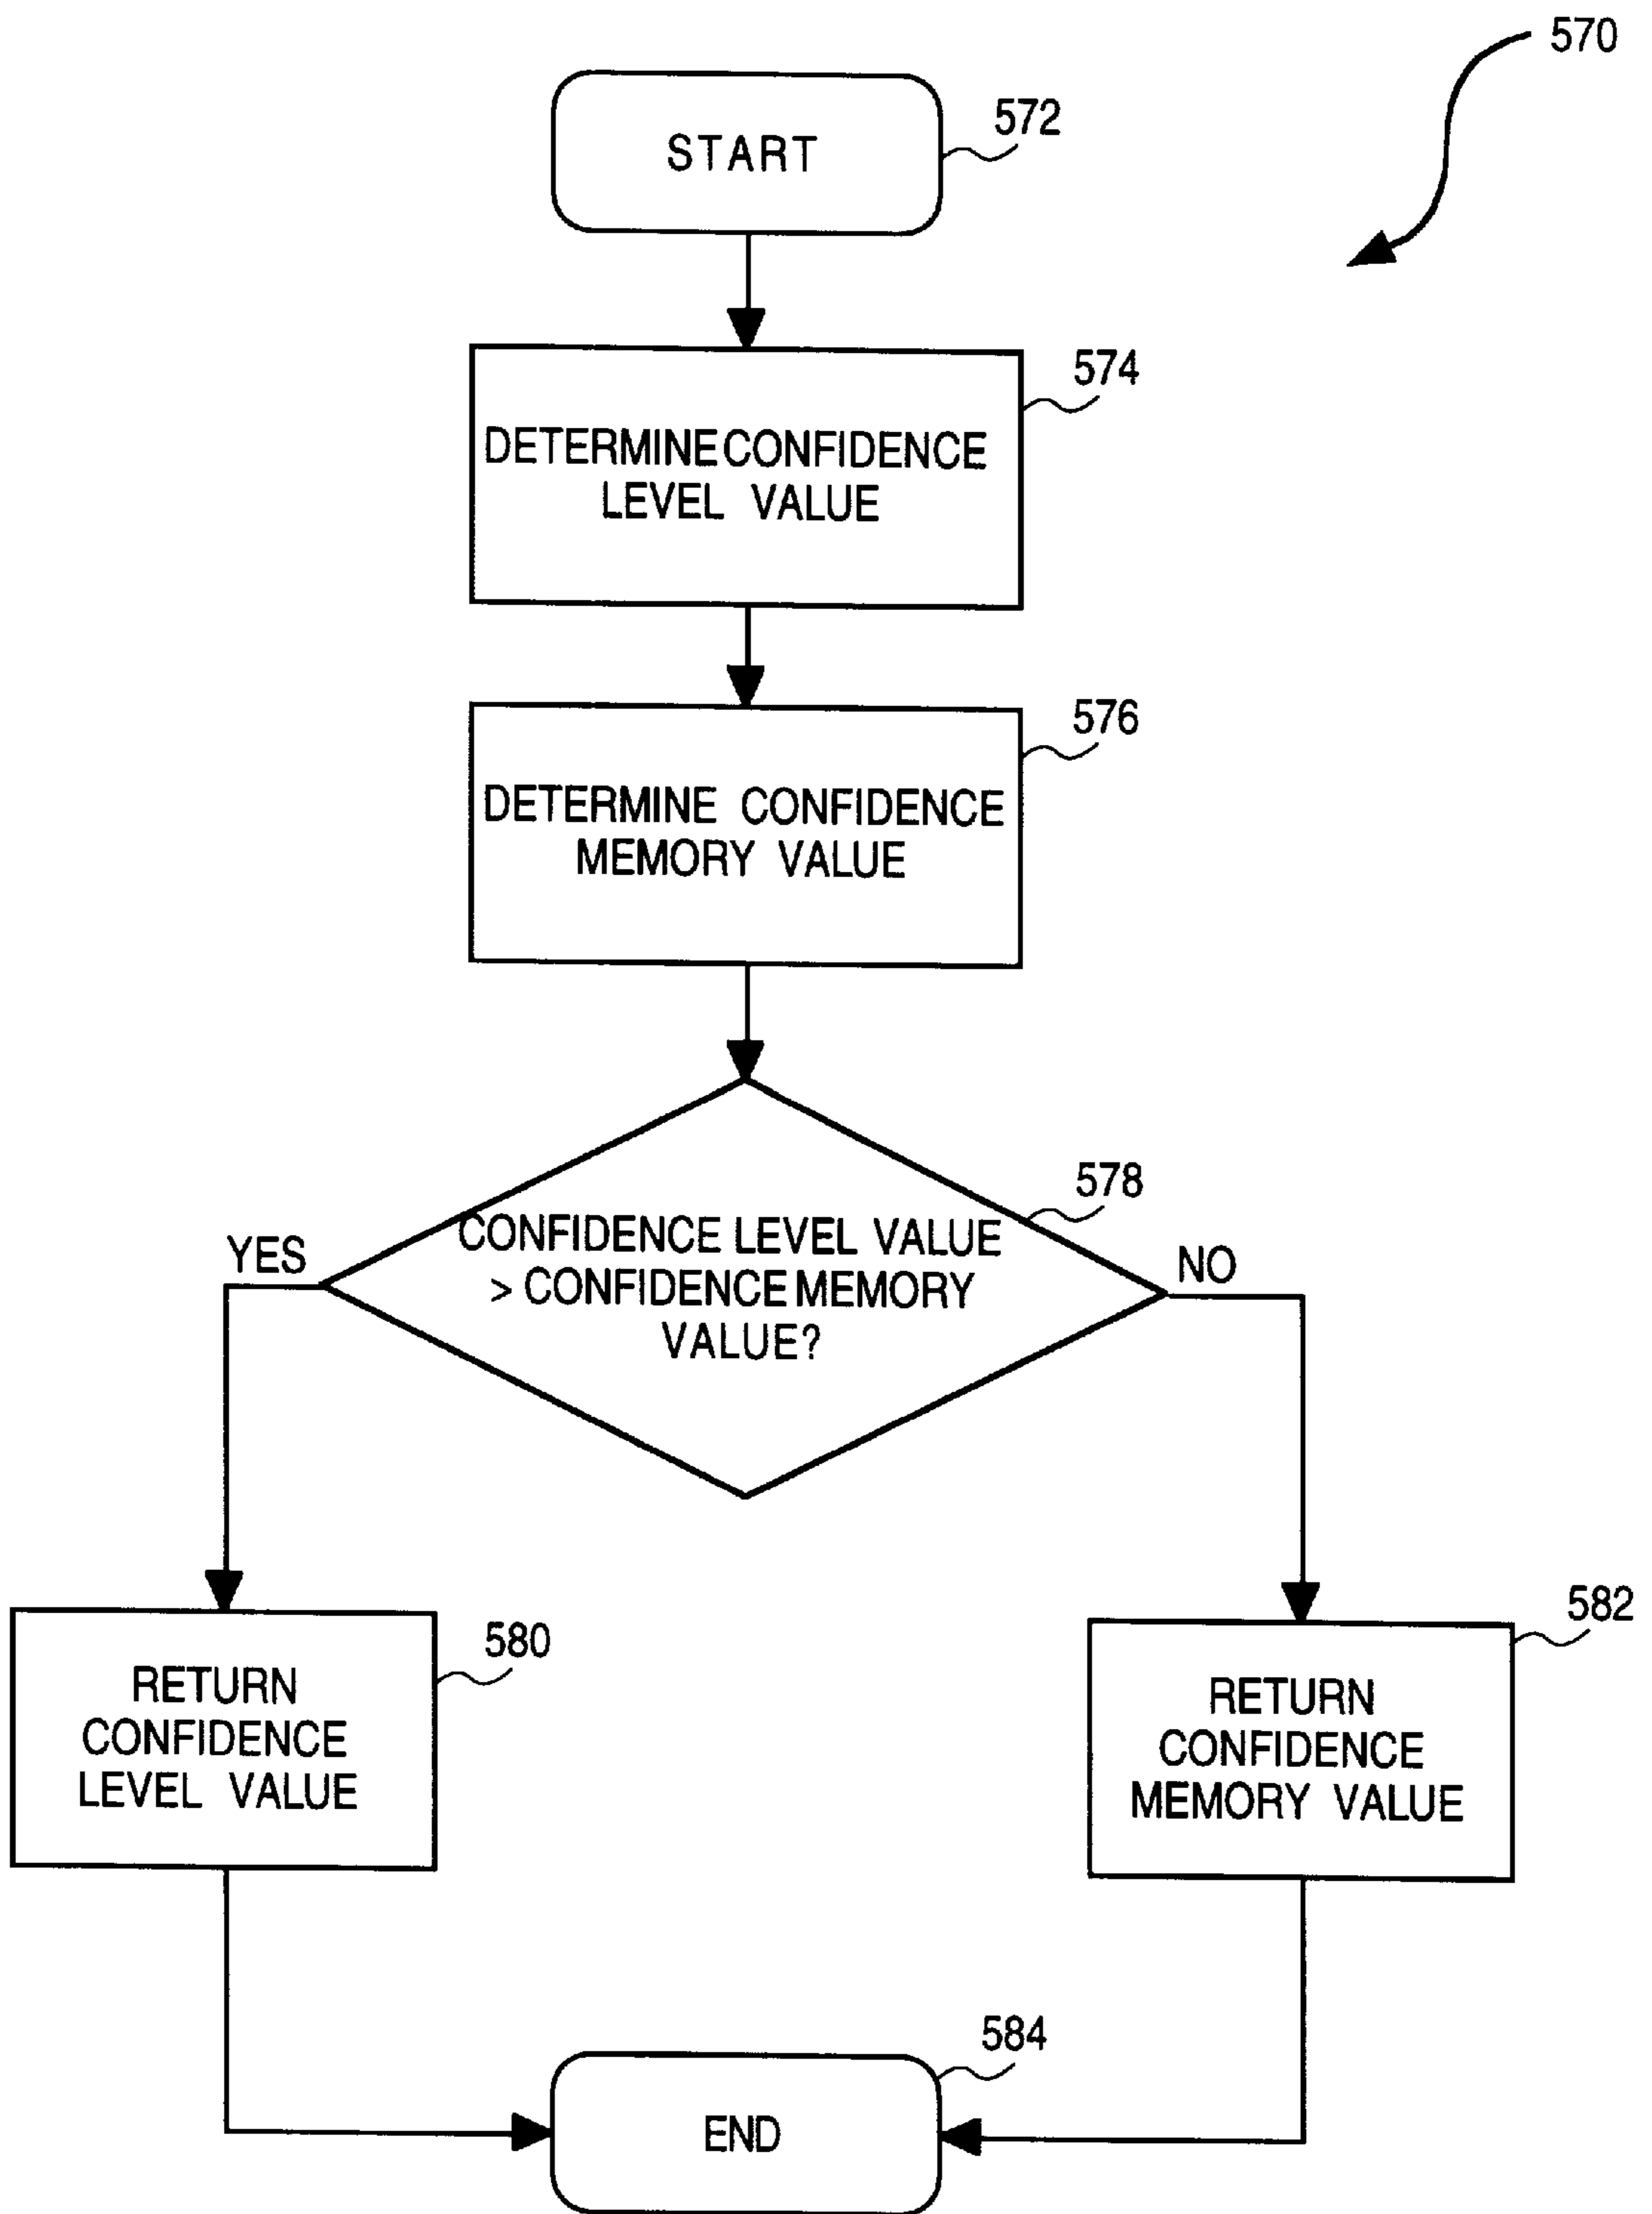 570
572
START
574
DETERMINE CONFIDENCE
LEVEL VALUE
576
DETERMINE CONFIDENCE
MEMORY VALUE
578
CONFIDENCE LEVEL VALUE
> CONFIDENCE MEMORY
VALUE?
YES
NO
580
RETURN
CONFIDENCE
LEVEL VALUE
582
RETURN
CONFIDENCE
MEMORY VALUE
584
END